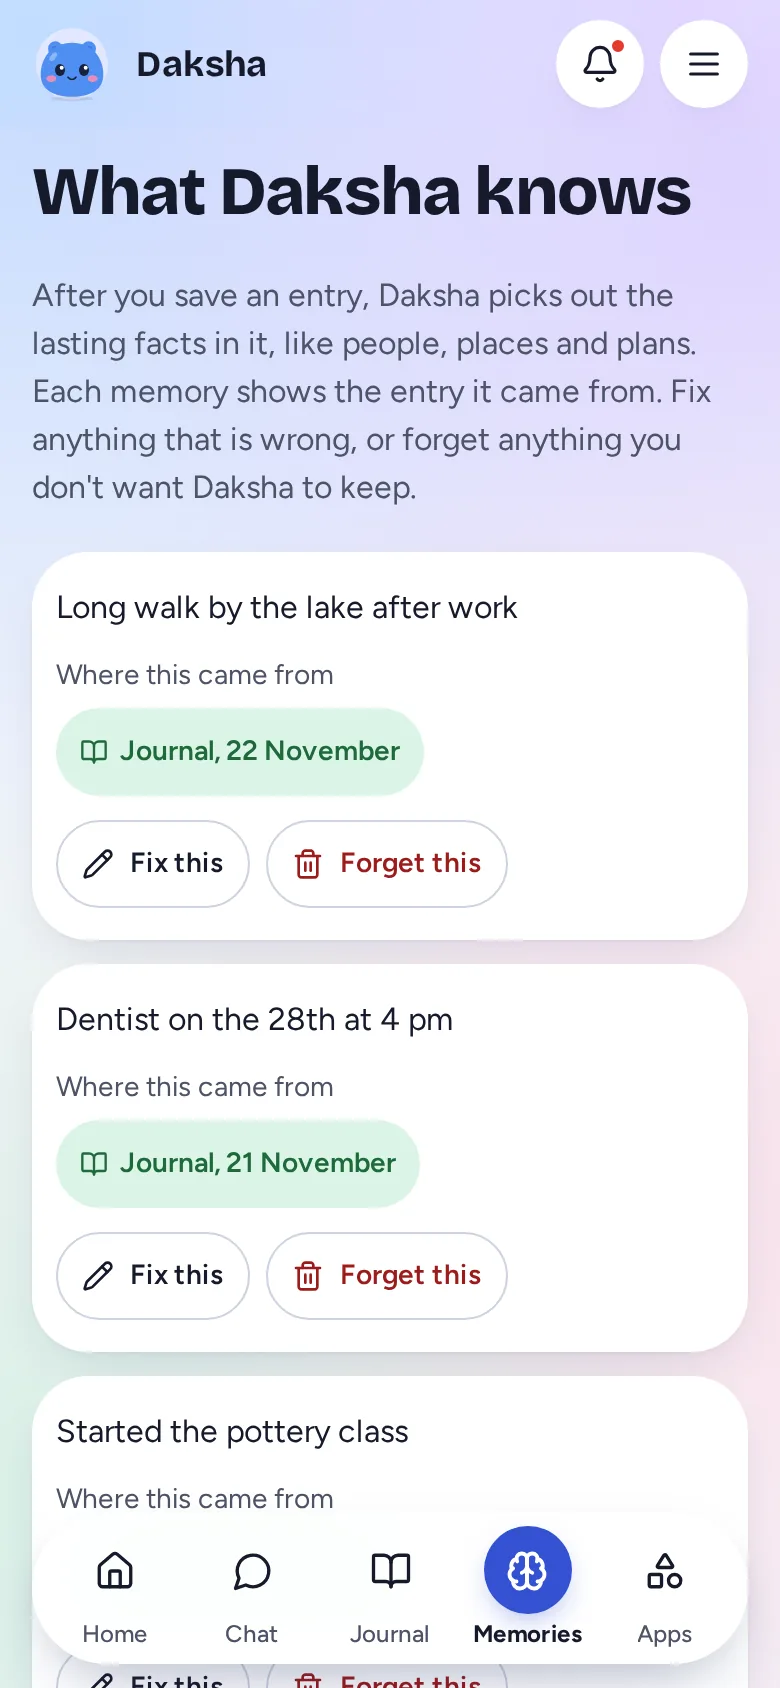 Daksha
What Daksha knows
After you save an entry, Daksha picks out the
lasting facts in it, like people, places and plans.
Each memory shows the entry it came from. Fix
anything that is wrong, or forget anything you
don't want Daksha to keep.
Long walk by the lake after work
Where this came from
Journal, 22 November
Fix this
Forget this
Dentist on the 28th at 4 pm
Where this came from
Journal, 21 November
Fix this
Forget this
Started the pottery class
Where this came from
Home
Chat
Journal
Memories
Apps
Fix this
Forget this